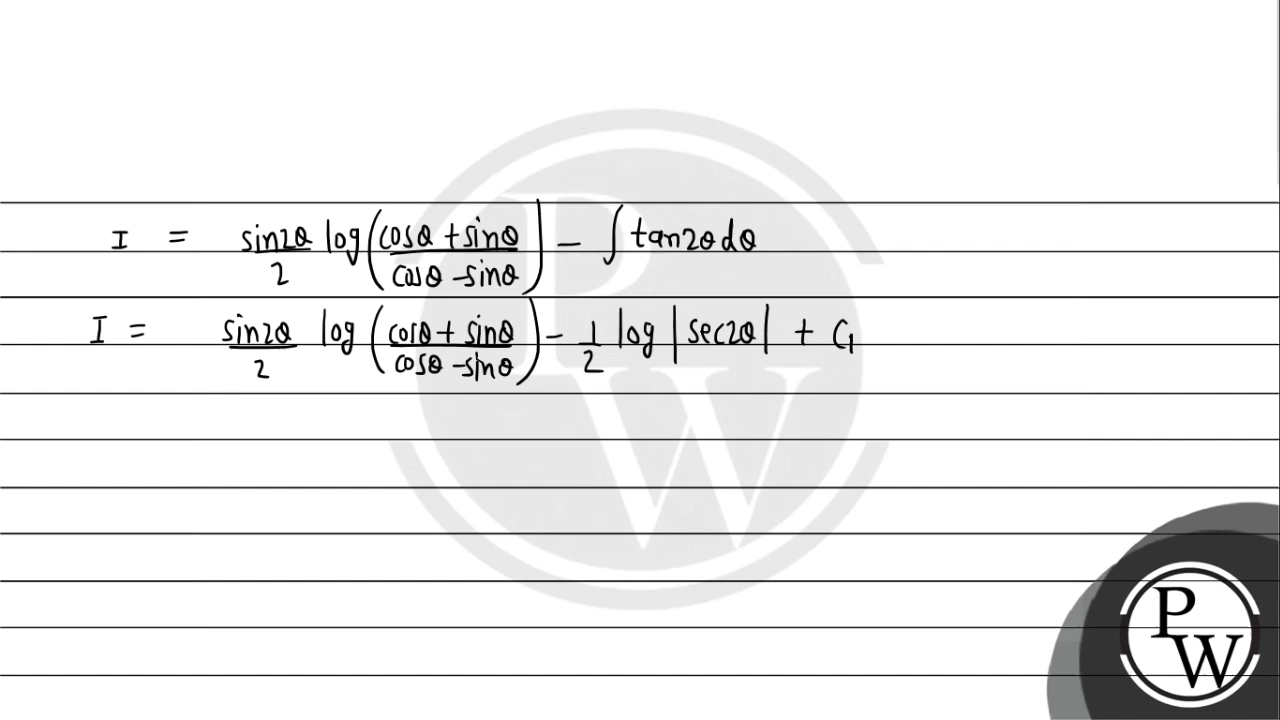 I = sin2θ/2 log((cosθ + sinθ)/(cosθ - sinθ)) - ∫ tan2θ dθ
I = sin2θ/2 log((cosθ + sinθ)/(cosθ - sinθ)) - 1/2 log|sec2θ| + C₁
P
W
P
W